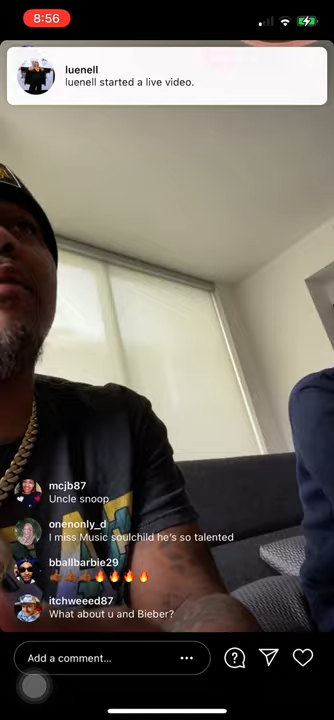 8:56
luenell
luenell started a live video.
mcjb87
Uncle snoop
onenonly_d
I miss Music soulchild he's so talented
bballbarbie29
itchweeed87
What about u and Bieber?
Add a comment...